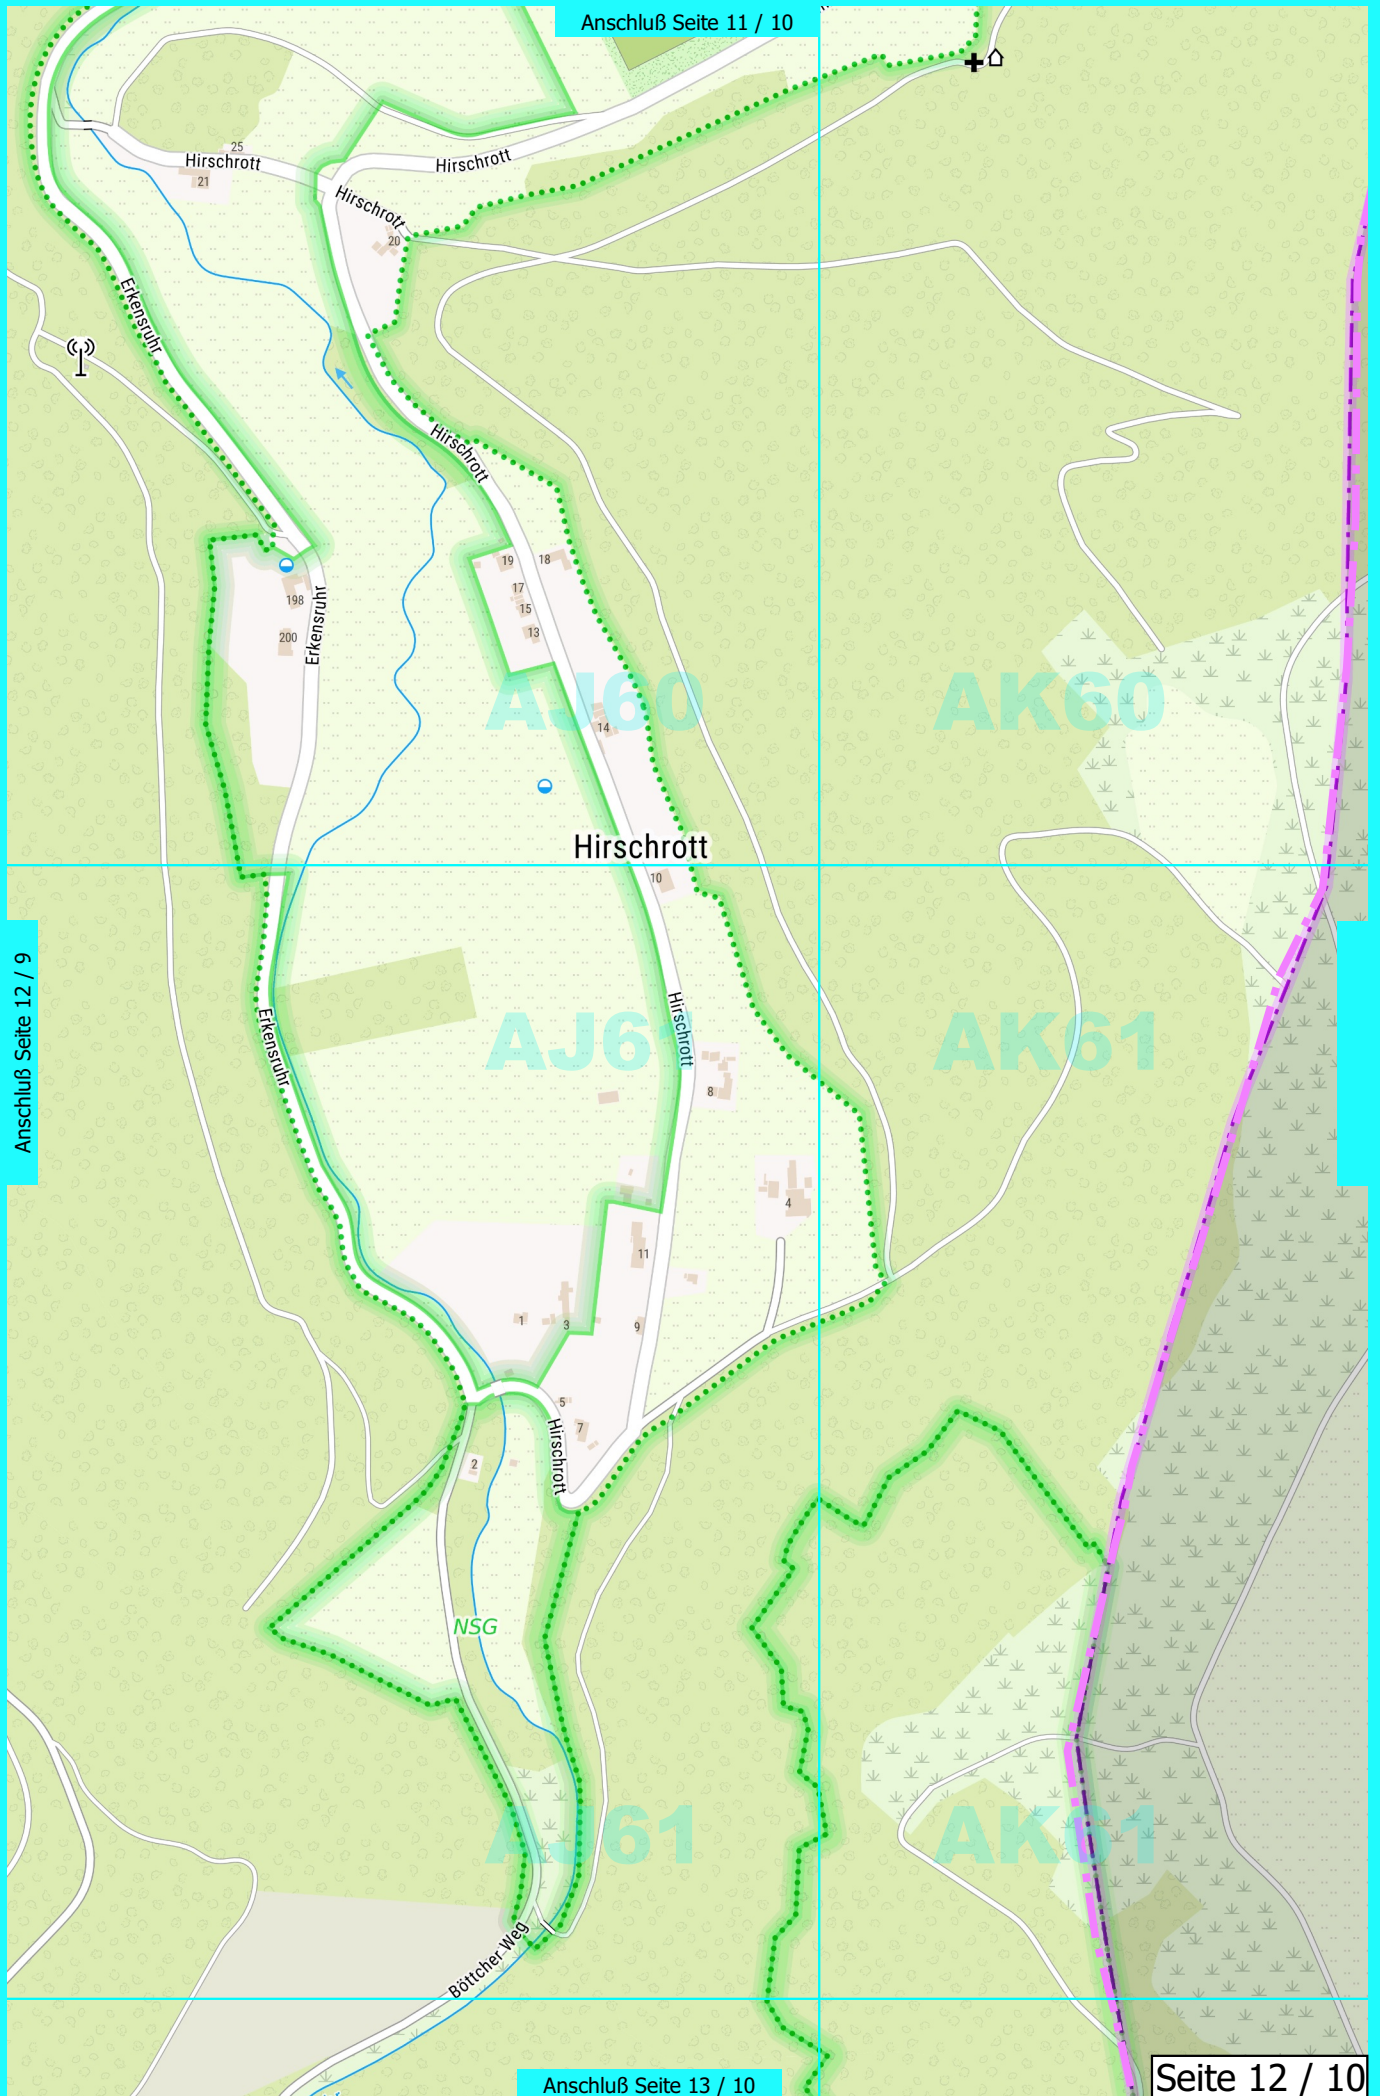 Anschluß Seite 11 / 10
25
Hirschrott
Hirschrott
21
Hirschrott
20
Erkensruhr
Hirschrott
19
18
17
198
15
13
200
Erkensruhr
AJ60
AK60
14
Hirschrott
10
Anschluß Seite 12 / 9
Erkensruhr
Hirschrott
AJ61
AK61
8
4
11
1
3
9
5
7
Hirschrott
2
NSG
AJ61
AK61
Böttcher-Weg
Anschluß Seite 13 / 10
Seite 12 / 10